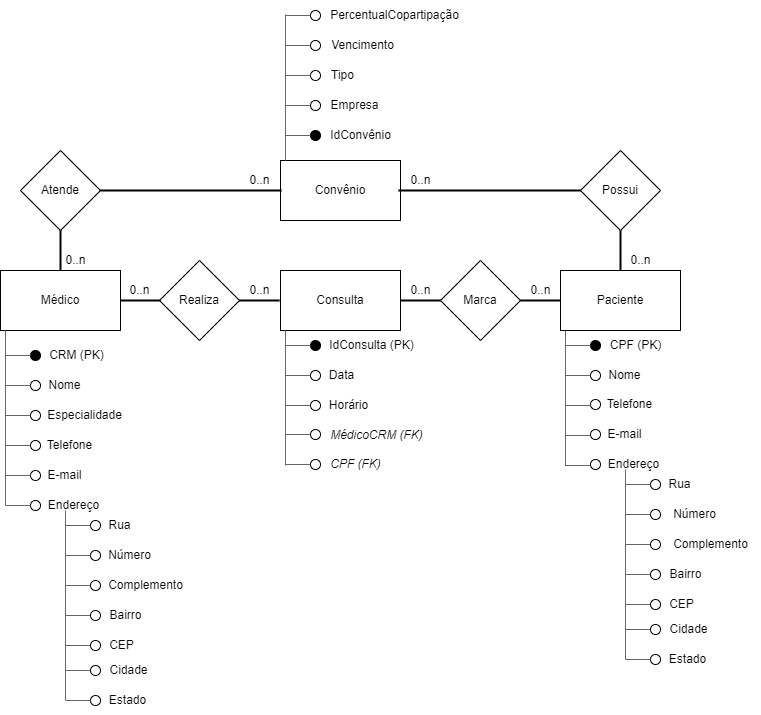 PercentualCopartipação
Vencimento
Tipo
Empresa
IdConvênio
Atende
0..n
Convênio
0..n
Possui
0..n
0..n
Médico
0..n
Realiza
0..n
Consulta
0..n
Marca
0..n
Paciente
CRM (PK)
Nome
Especialidade
Telefone
E-mail
Endereço
Rua
Número
Complemento
Bairro
CEP
Cidade
Estado
IdConsulta (PK)
Data
Horário
MédicoCRM (FK)
CPF (FK)
CPF (PK)
Nome
Telefone
E-mail
Endereço
Rua
Número
Complemento
Bairro
CEP
Cidade
Estado